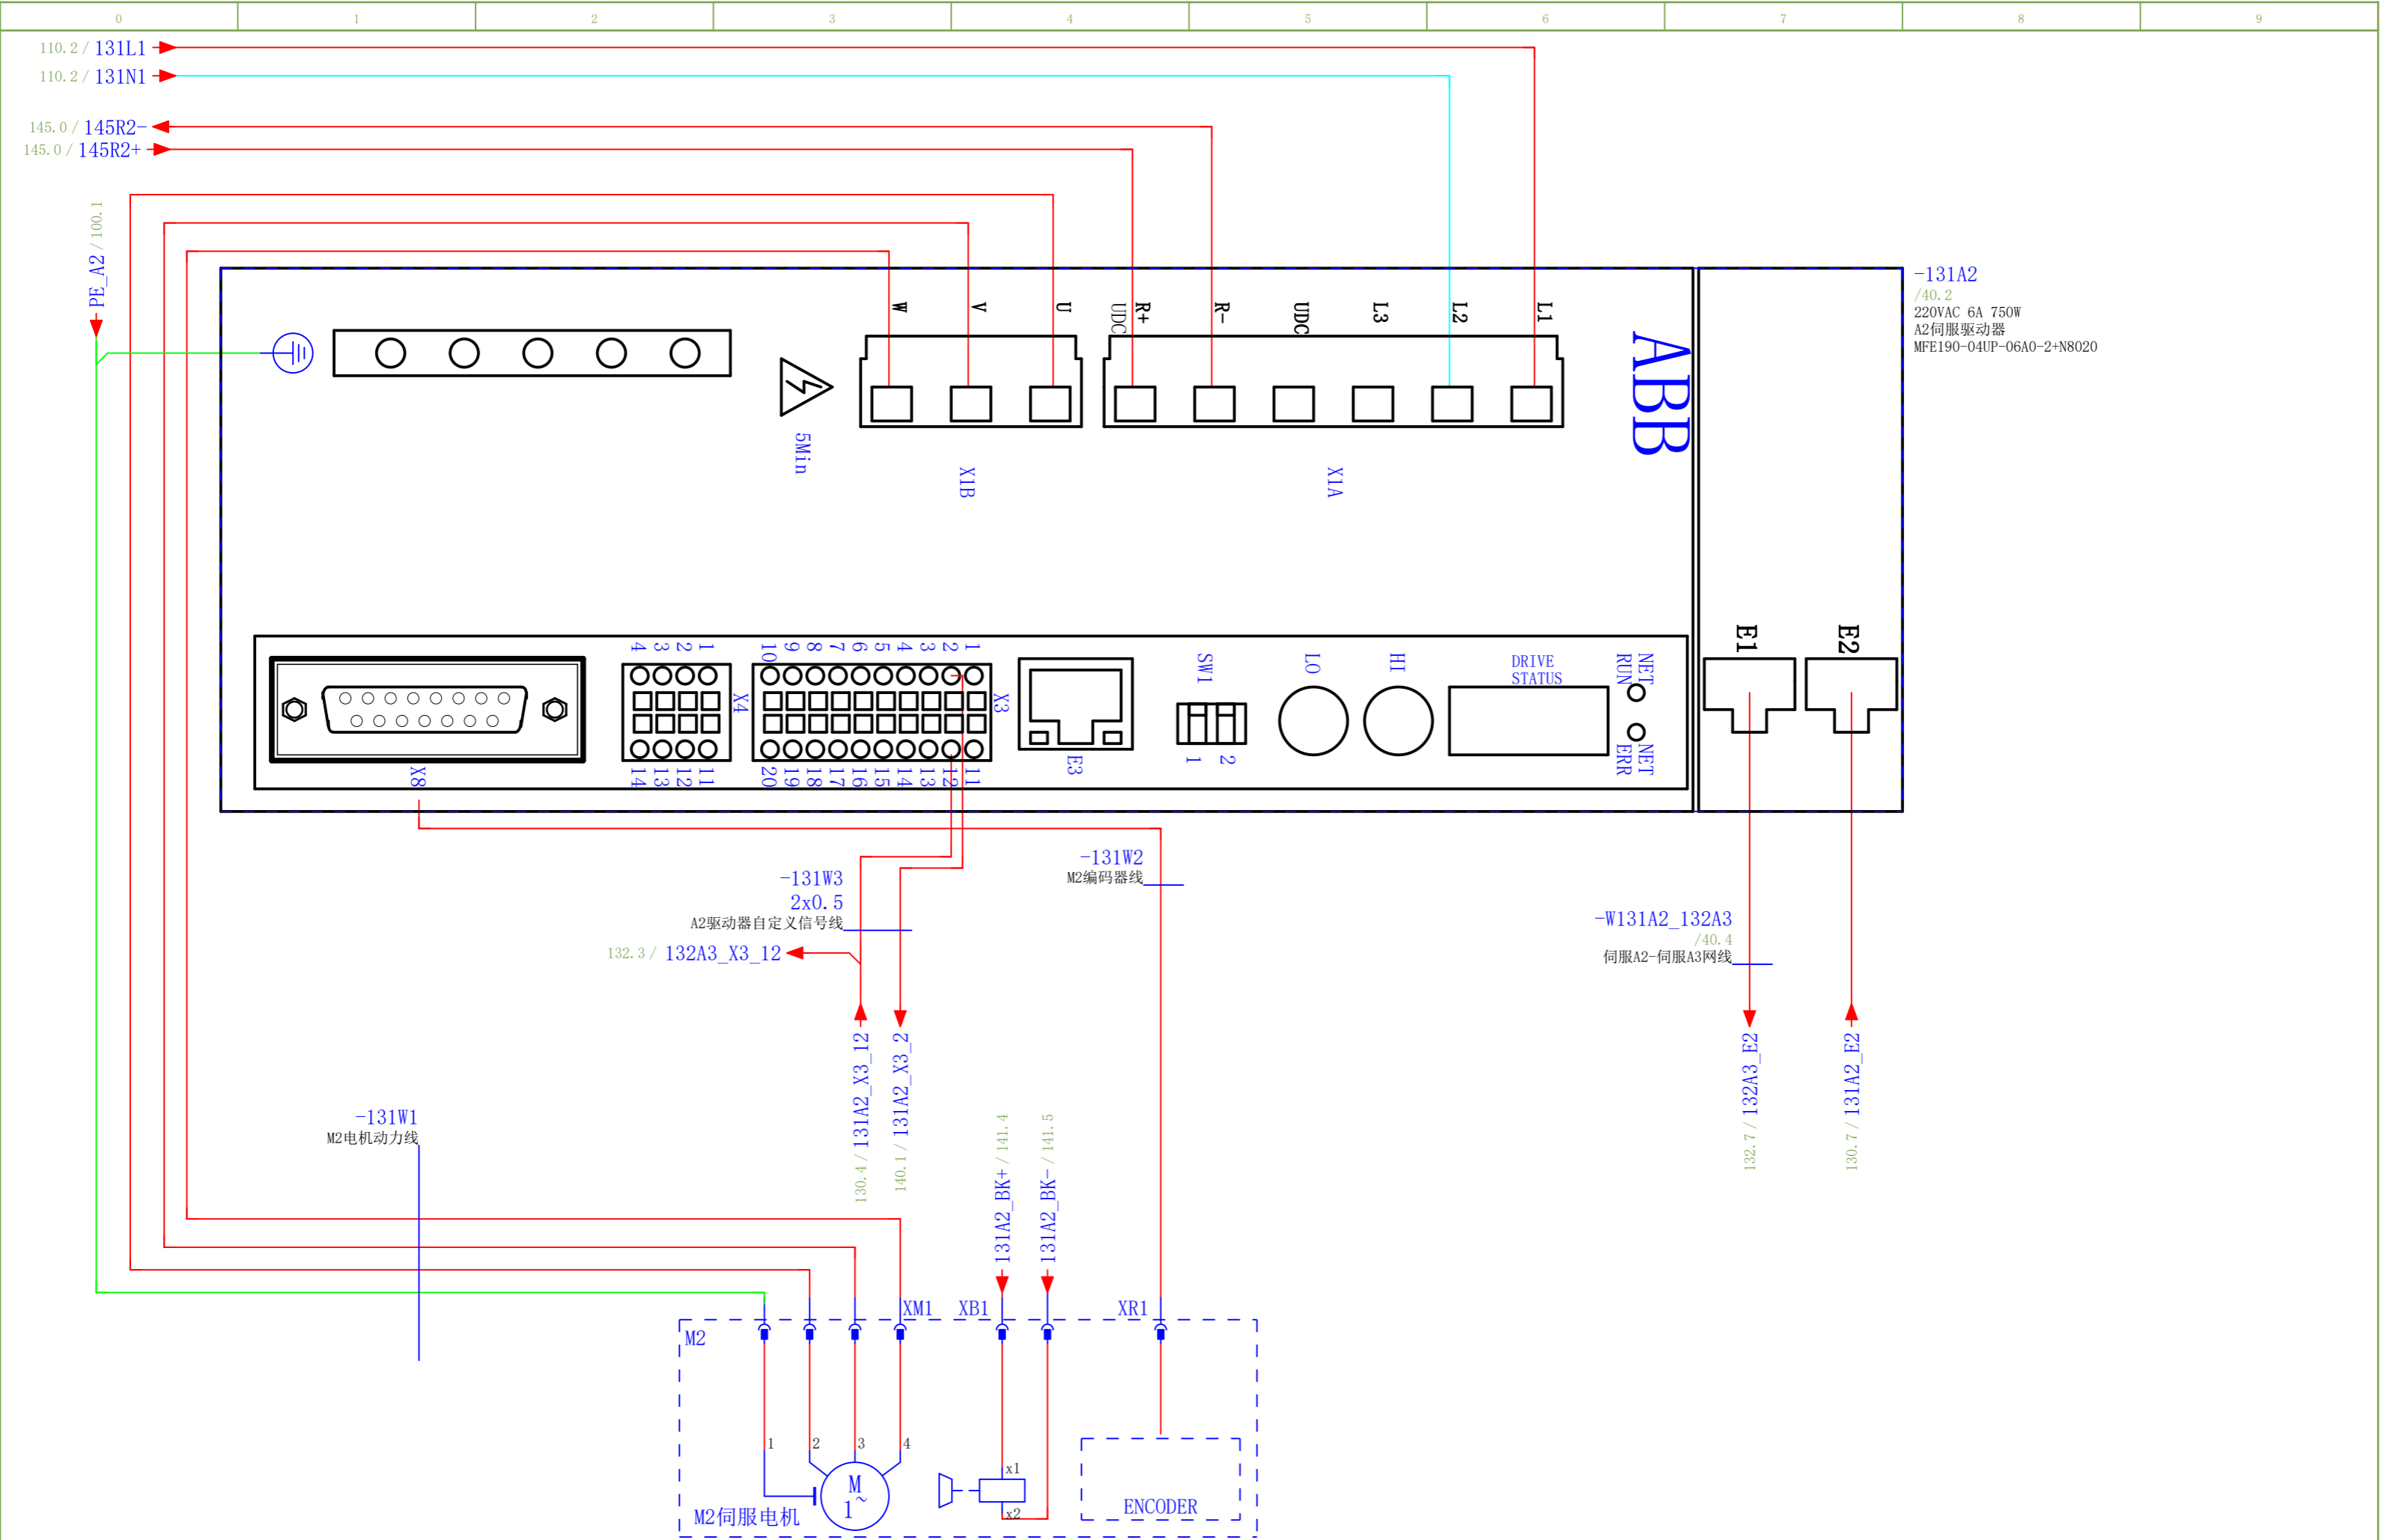 0 1 2 3 4 5 6 7 8 9
110.2 / 131L1
110.2 / 131N1
145.0 / 145R2-
145.0 / 145R2+
PE_A2 / 100.1
-131A2
/40.2
220VAC 6A 750W
A2伺服驱动器
MFE190-04UP-06A0-2+N8020
W V U
UDC
R+ R- UDC L3 L2 L1
ABB
5Min
X1B
X1A
E1 E2
4 3 2 1
10 9 8 7 6 5 4 3 2 1
SW1
LO
HI
DRIVE
STATUS
NET
RUN
X4
X3
X8
14 13 12 11
20 19 18 17 16 15 14 13 12 11
E3
1 2
NET
ERR
-131W3
2x0.5
A2驱动器自定义信号线
-131W2
M2编码器线
-W131A2_132A3
/40.4
伺服A2-伺服A3网线
132.3 / 132A3_X3_12
130.4 / 131A2_X3_12
140.1 / 131A2_X3_2
131A2_BK+ / 141.4
131A2_BK- / 141.5
132.7 / 132A3_E2
130.7 / 131A2_E2
-131W1
M2电机动力线
XM1 XB1 XR1
M2
1 2 3 4
M
1~
M2伺服电机
x1
x2
ENCODER